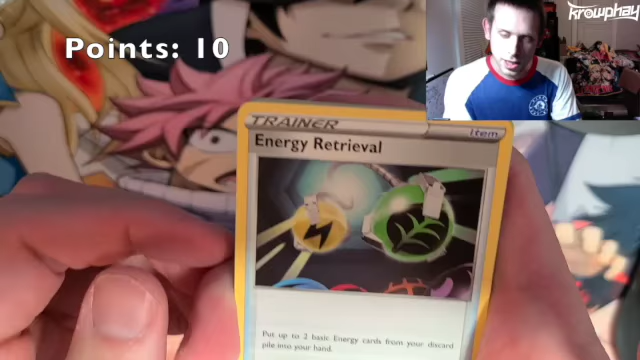 Points: 10
krowphay
TRAINER
Item
Energy Retrieval
Put up to 2 basic Energy cards from your discard
pile into your hand.